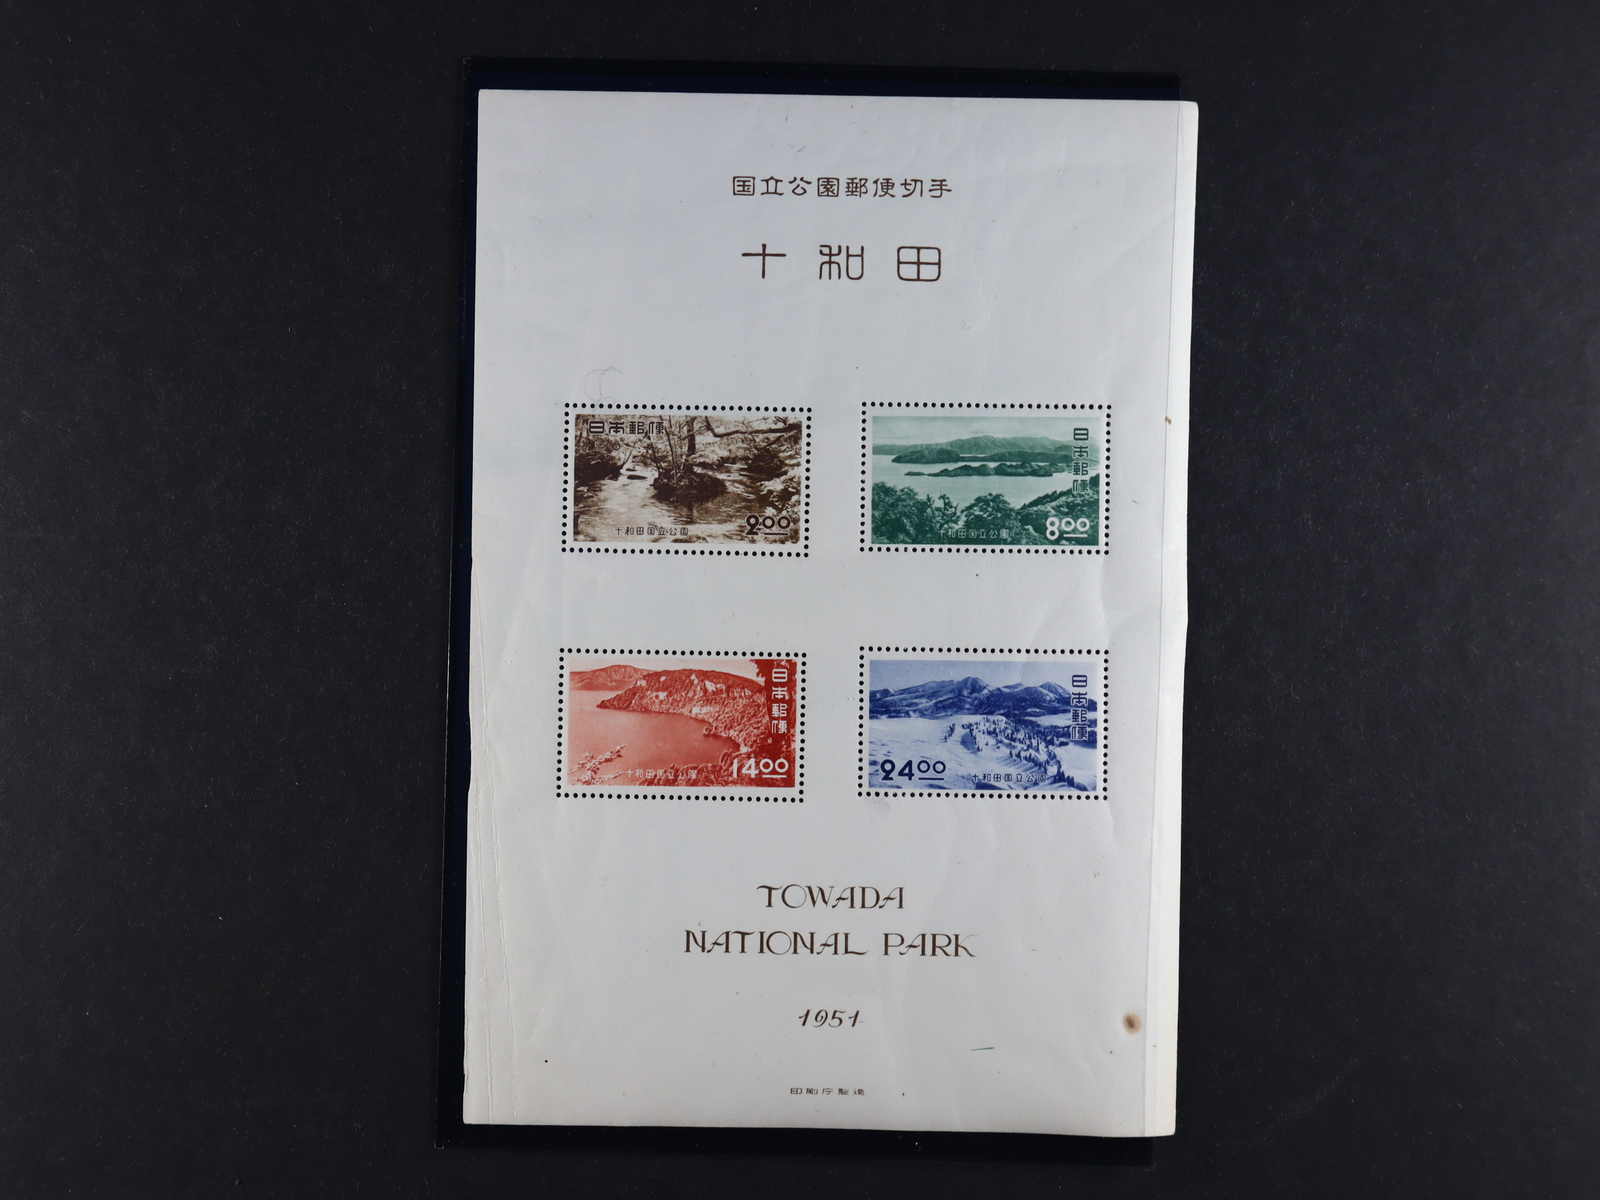 国立公園郵便切手
十和田
日本郵便
十和田国立公園
2.00
日本郵便
十和田国立公園
8.00
日本郵便
十和田国立公園
14.00
日本郵便
24.00
十和田国立公園
TOWADA
NATIONAL PARK
1951
印刷庁製造